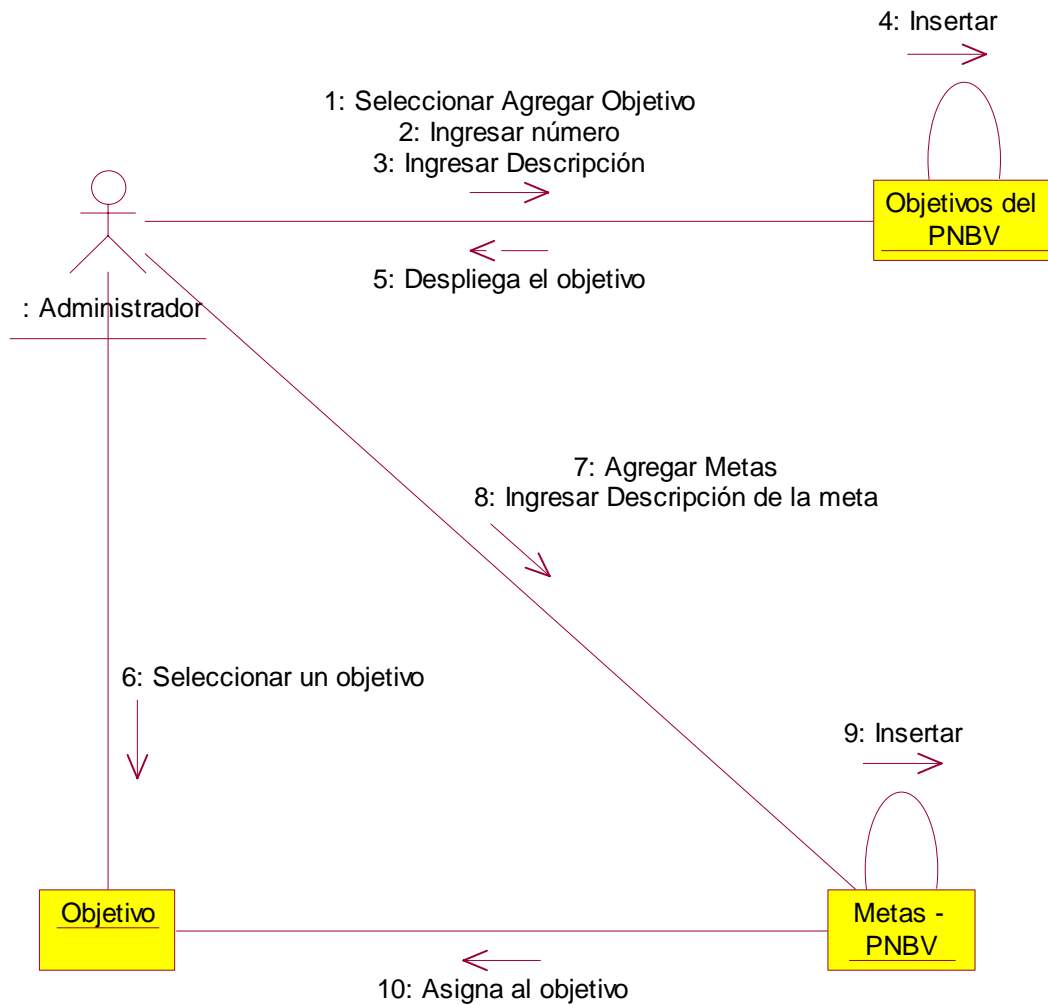 4: Insertar
1: Seleccionar Agregar Objetivo
2: Ingresar número
3: Ingresar Descripción
Objetivos del
PNBV
5: Despliega el objetivo
: Administrador
7: Agregar Metas
8: Ingresar Descripción de la meta
6: Seleccionar un objetivo
9: Insertar
Objetivo
Metas -
PNBV
10: Asigna al objetivo